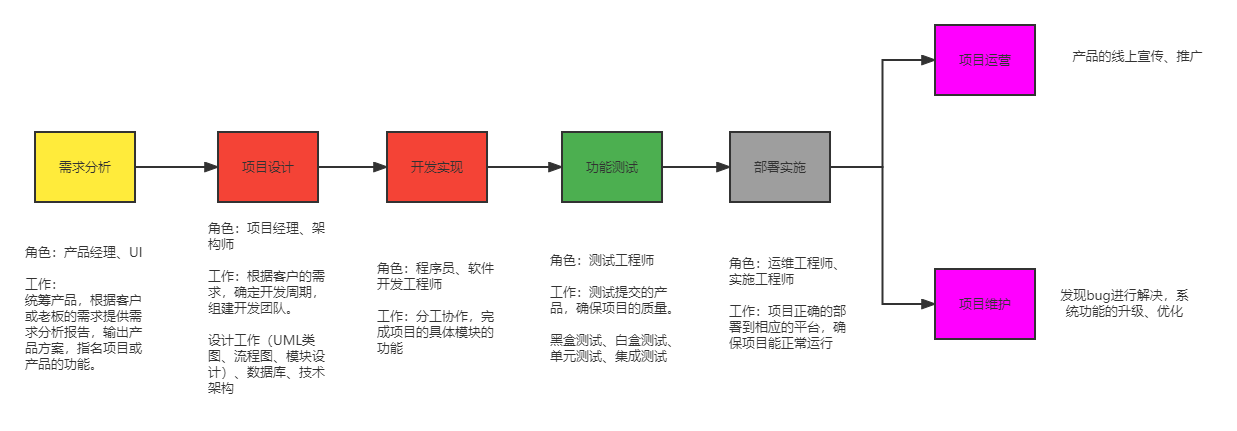 项目运营
产品的线上宣传、推广
需求分析
项目设计
开发实现
功能测试
部署实施
角色：产品经理、UI
工作：
统筹产品，根据客户
或老板的需求提供需
求分析报告，输出产
品方案，指名项目或
产品的功能。
角色：项目经理、架
构师
工作：根据客户的需
求，确定开发周期，
组建开发团队。
设计工作（UML类
图、流程图、模块设
计）、数据库、技术
架构
角色：程序员、软件
开发工程师
工作：分工协作，完
成项目的具体模块的
功能
角色：测试工程师
工作：测试提交的产
品，确保项目的质量。
黑盒测试、白盒测试、
单元测试、集成测试
角色：运维工程师、
实施工程师
工作：项目正确的部
署到相应的平台，确
保项目能正常运行
项目维护
发现bug进行解决，系
统功能的升级、优化